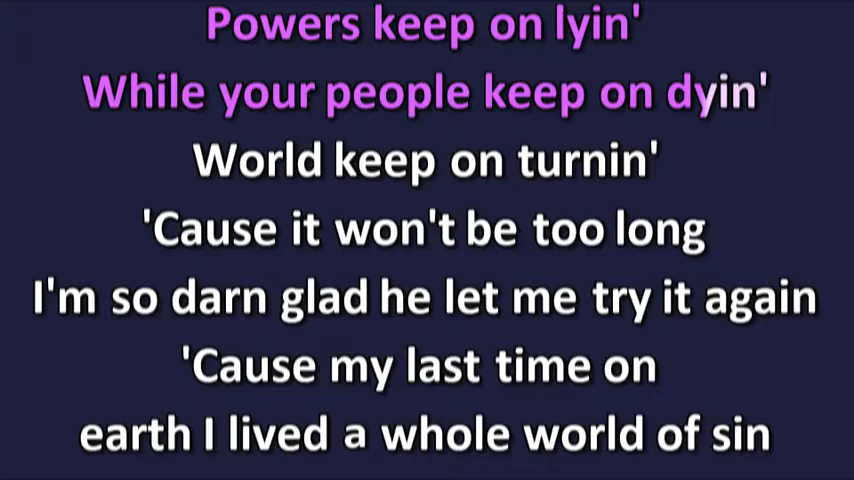 Powers keep on lyin'
While your people keep on dyin'
World keep on turnin'
'Cause it won't be too long
I'm so darn glad he let me try it again
'Cause my last time on
earth I lived a whole world of sin